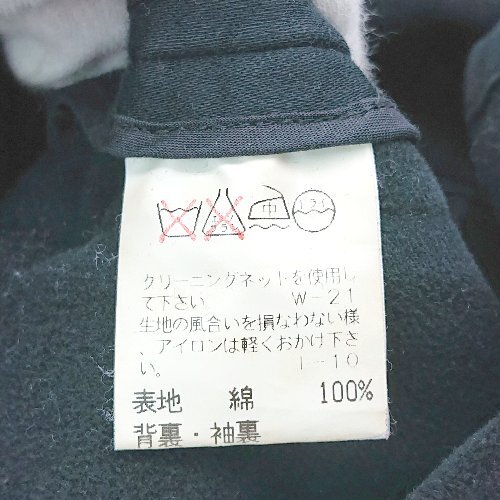 中
クリーニングネットを使用し
て下さい W-21
生地の風合いを損なわない様
、アイロンは軽くおかけ下さ
い。 I-10
表地 綿 100%
背裏・袖裏